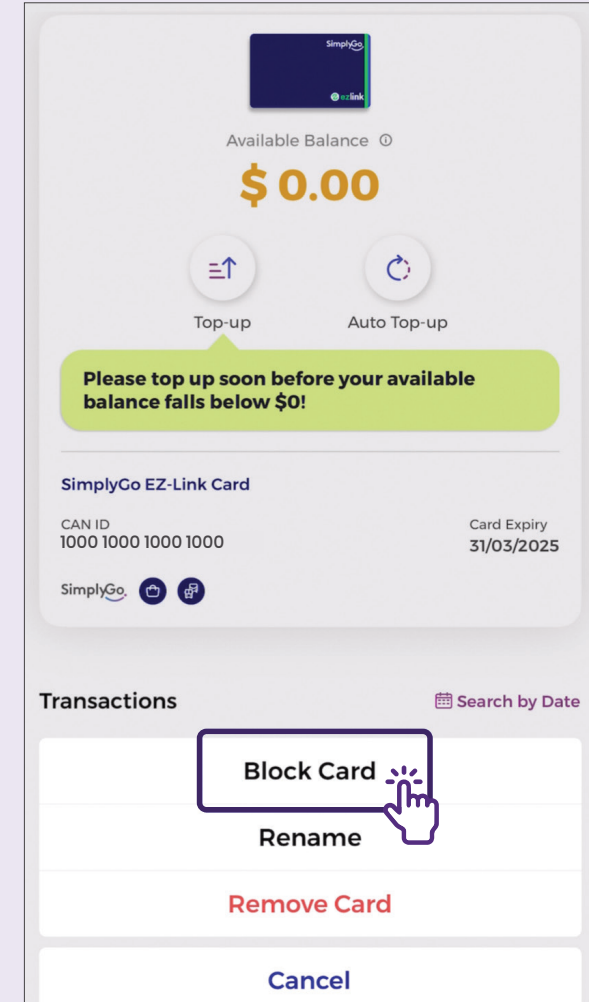 SimplyGo
ezlink
Available Balance
$ 0.00
Top-up Auto Top-up
Please top up soon before your available
balance falls below $0!
SimplyGo EZ-Link Card
CAN ID Card Expiry
1000 1000 1000 1000 31/03/2025
SimplyGo.
Transactions Search by Date
Block Card
Rename
Remove Card
Cancel